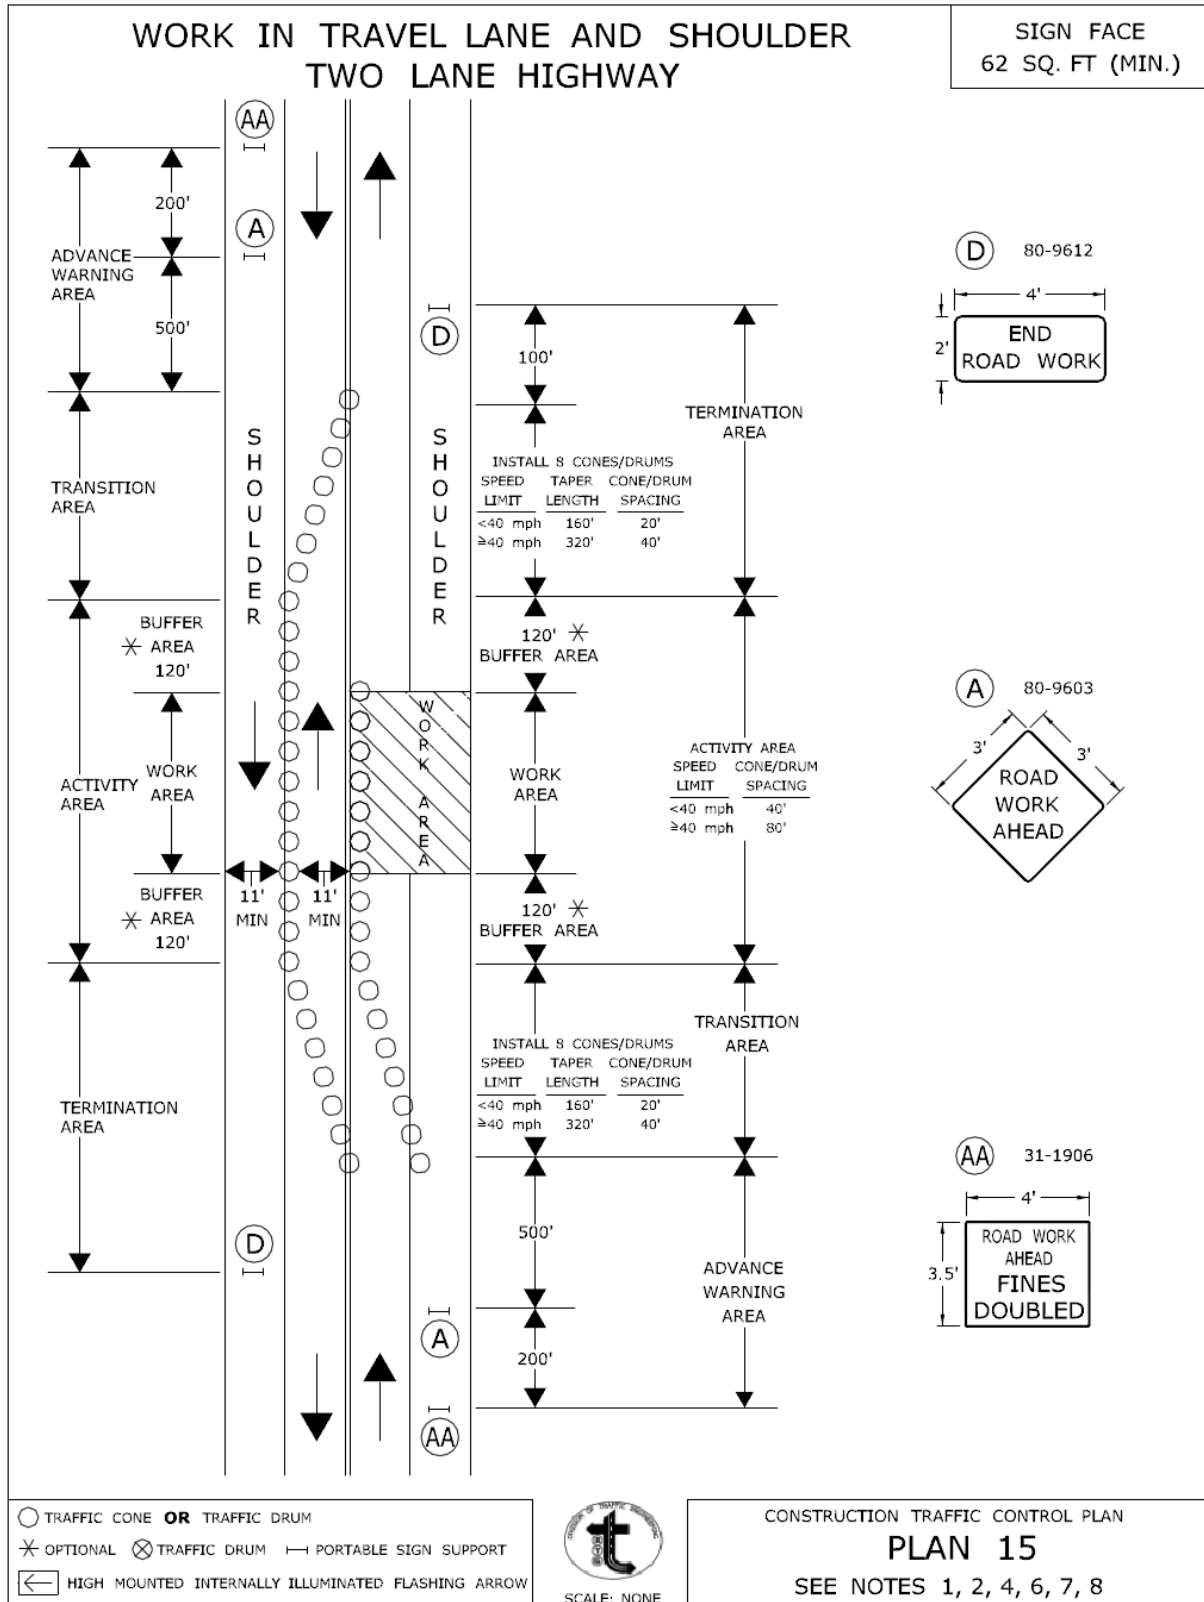 WORK IN TRAVEL LANE AND SHOULDER
TWO LANE HIGHWAY
SIGN FACE
62 SQ. FT (MIN.)
AA
200'
A
ADVANCE
WARNING
AREA
500'
D
100'
TERMINATION
AREA
SHOULDER
SHOULDER
TRANSITION
AREA
INSTALL 8 CONES/DRUMS
SPEED TAPER CONE/DRUM
LIMIT LENGTH SPACING
<40 mph 160' 20'
≥40 mph 320' 40'
BUFFER
* AREA
120'
120' *
BUFFER AREA
ACTIVITY
AREA
WORK
AREA
WORK AREA
WORK
AREA
ACTIVITY AREA
SPEED CONE/DRUM
LIMIT SPACING
<40 mph 40'
≥40 mph 80'
11'
MIN
11'
MIN
BUFFER
* AREA
120'
120' *
BUFFER AREA
TRANSITION
AREA
INSTALL 8 CONES/DRUMS
SPEED TAPER CONE/DRUM
LIMIT LENGTH SPACING
<40 mph 160' 20'
≥40 mph 320' 40'
TERMINATION
AREA
D
500'
ADVANCE
WARNING
AREA
A
200'
AA
D 80-9612
4'
2'
END
ROAD WORK
A 80-9603
3' 3'
ROAD
WORK
AHEAD
AA 31-1906
4'
3.5'
ROAD WORK
AHEAD
FINES
DOUBLED
TRAFFIC CONE OR TRAFFIC DRUM
* OPTIONAL TRAFFIC DRUM PORTABLE SIGN SUPPORT
HIGH MOUNTED INTERNALLY ILLUMINATED FLASHING ARROW
DIVISION OF TRAFFIC ENGINEERING
t
SCALE: NONE
CONSTRUCTION TRAFFIC CONTROL PLAN
PLAN 15
SEE NOTES 1, 2, 4, 6, 7, 8